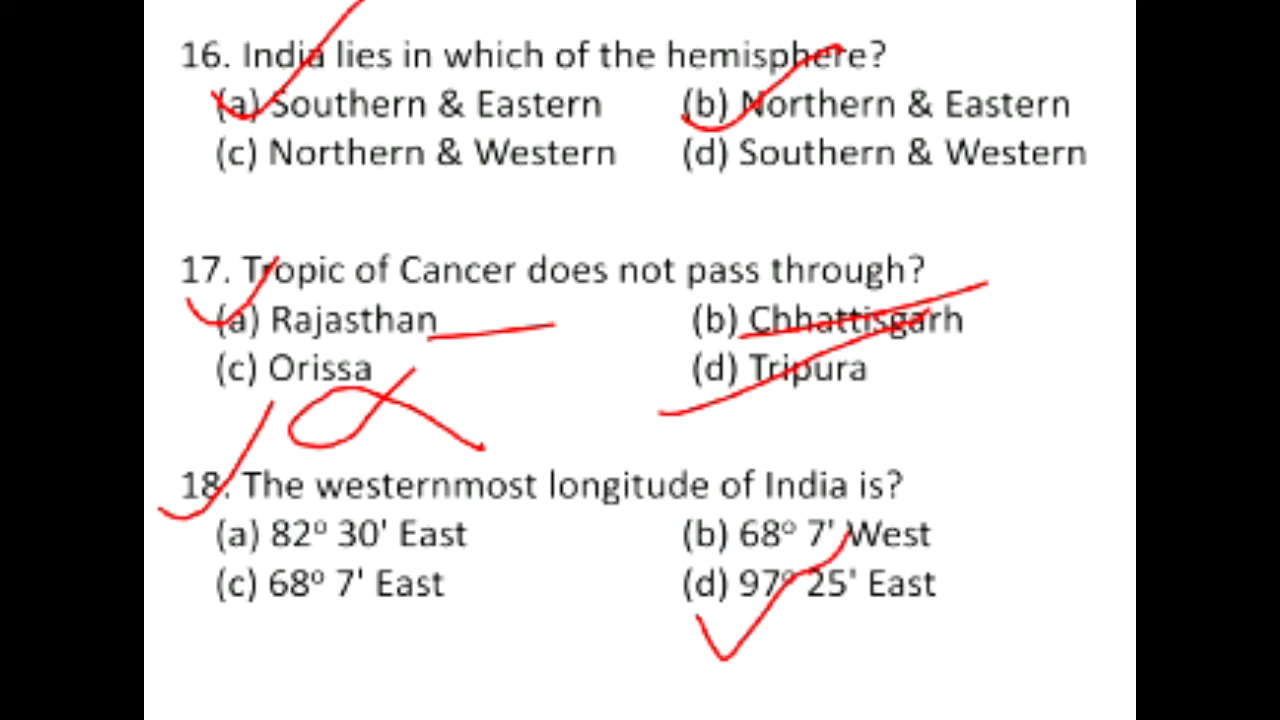 16. India lies in which of the hemisphere?
(a) Southern & Eastern (b) Northern & Eastern
(c) Northern & Western (d) Southern & Western
17. Tropic of Cancer does not pass through?
(a) Rajasthan (b) Chhattisgarh
(c) Orissa (d) Tripura
18. The westernmost longitude of India is?
(a) 82° 30' East (b) 68° 7' West
(c) 68° 7' East (d) 97° 25' East